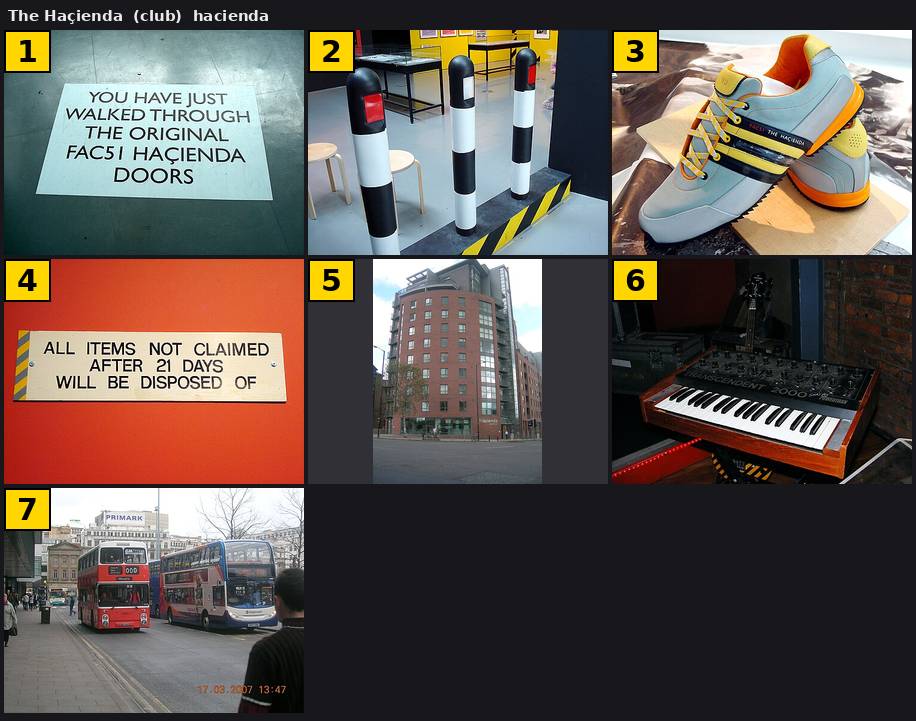 The Haçienda (club) hacienda
1
YOU HAVE JUST
WALKED THROUGH
THE ORIGINAL
FAC51 HAÇIENDA
DOORS
2
3
FAC51 THE HAÇIENDA
4
ALL ITEMS NOT CLAIMED
AFTER 21 DAYS
WILL BE DISPOSED OF
5
6
7
PRIMARK
17.03.2007 13:47